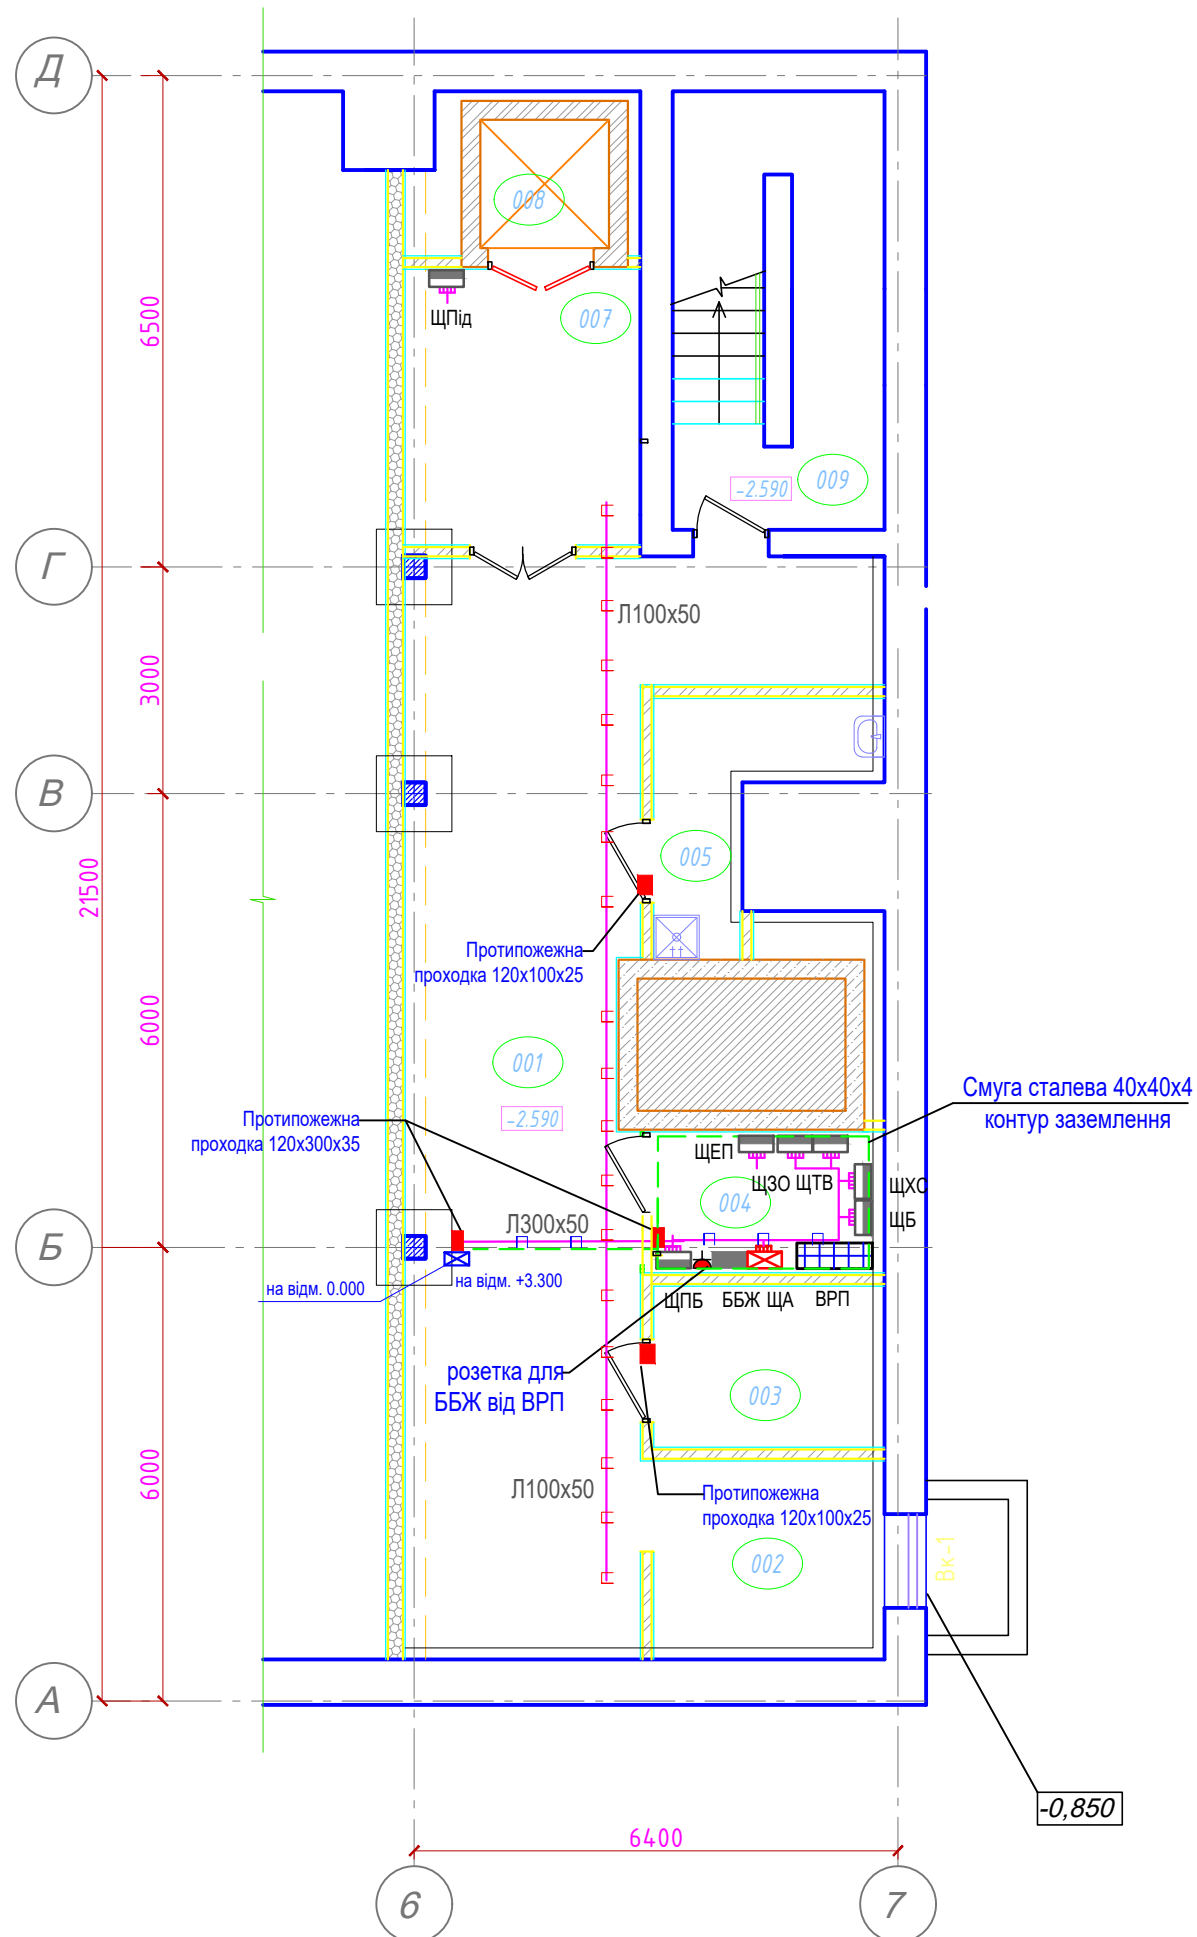 Д
008
ЩПід
007
6500
009
-2.590
Г
Л100х50
3000
В
005
21500
Протипожежна
проходка 120х100х25
6000
001
-2.590
Смуга сталева 40х40х4
контур заземлення
Протипожежна
проходка 120х300х35
ЩЕП
ЩЗО ЩТВ
ЩХС
ЩБ
004
Л300х50
Б
на відм. 0.000
на відм. +3.300
ЩПБ ББЖ ЩА ВРП
розетка для
ББЖ від ВРП
003
6000
Л100х50
Протипожежна
проходка 120х100х25
002
Вк-1
А
-0,850
6400
6
7